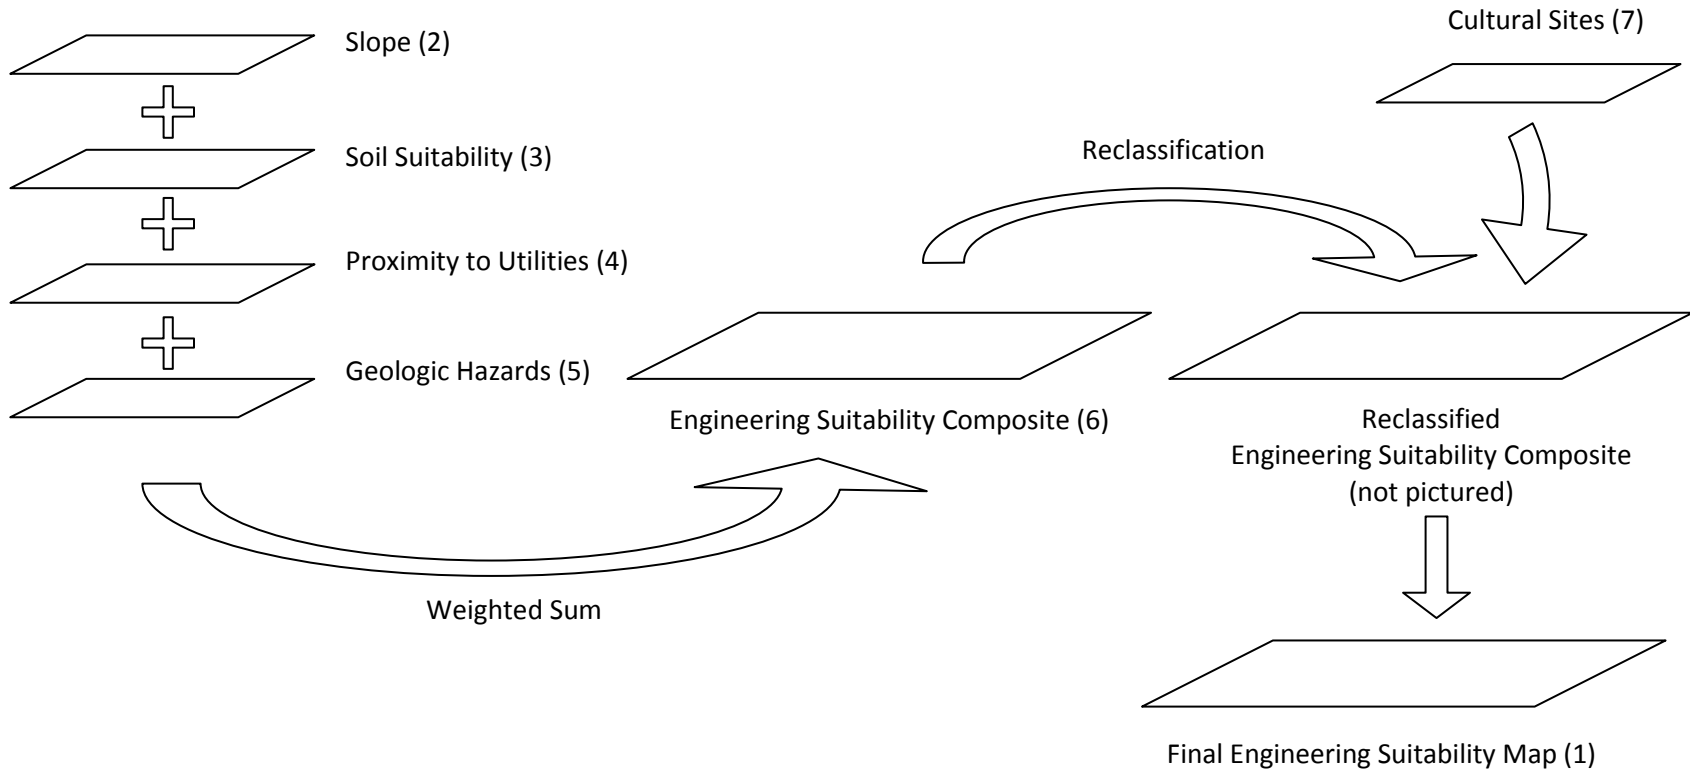 Slope (2)
Soil Suitability (3)
Proximity to Utilities (4)
Geologic Hazards (5)
Weighted Sum
Engineering Suitability Composite (6)
Reclassification
Cultural Sites (7)
Reclassified
Engineering Suitability Composite
(not pictured)
Final Engineering Suitability Map (1)